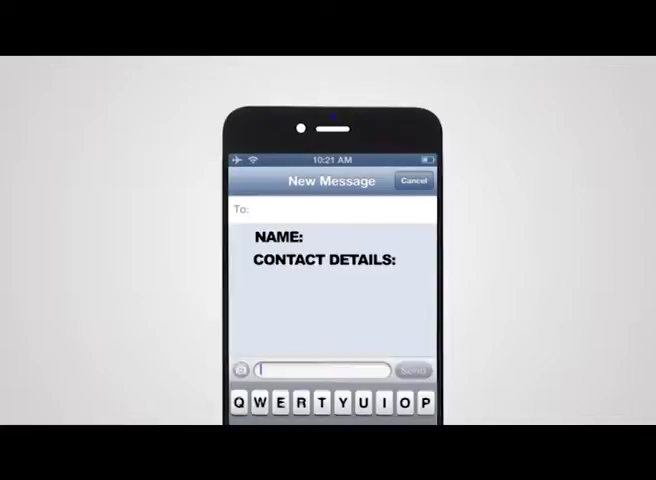 10:21 AM
New Message
Cancel
To:
NAME:
CONTACT DETAILS:
Send
Q W E R T Y U I O P